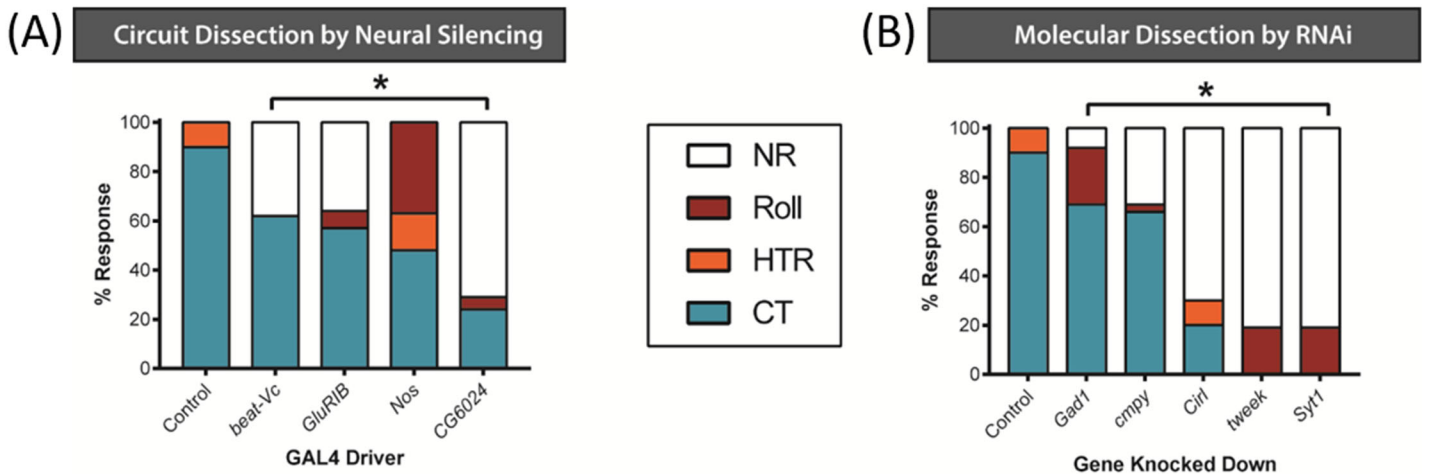 (A)
Circuit Dissection by Neural Silencing
*
% Response
100
80
60
40
20
0
Control
beat-Vc
GluRIB
Nos
CG6024
GAL4 Driver
NR
Roll
HTR
CT
(B)
Molecular Dissection by RNAi
*
% Response
100
80
60
40
20
0
Control
Gad1
cmpy
Cirl
tweek
Syt1
Gene Knocked Down